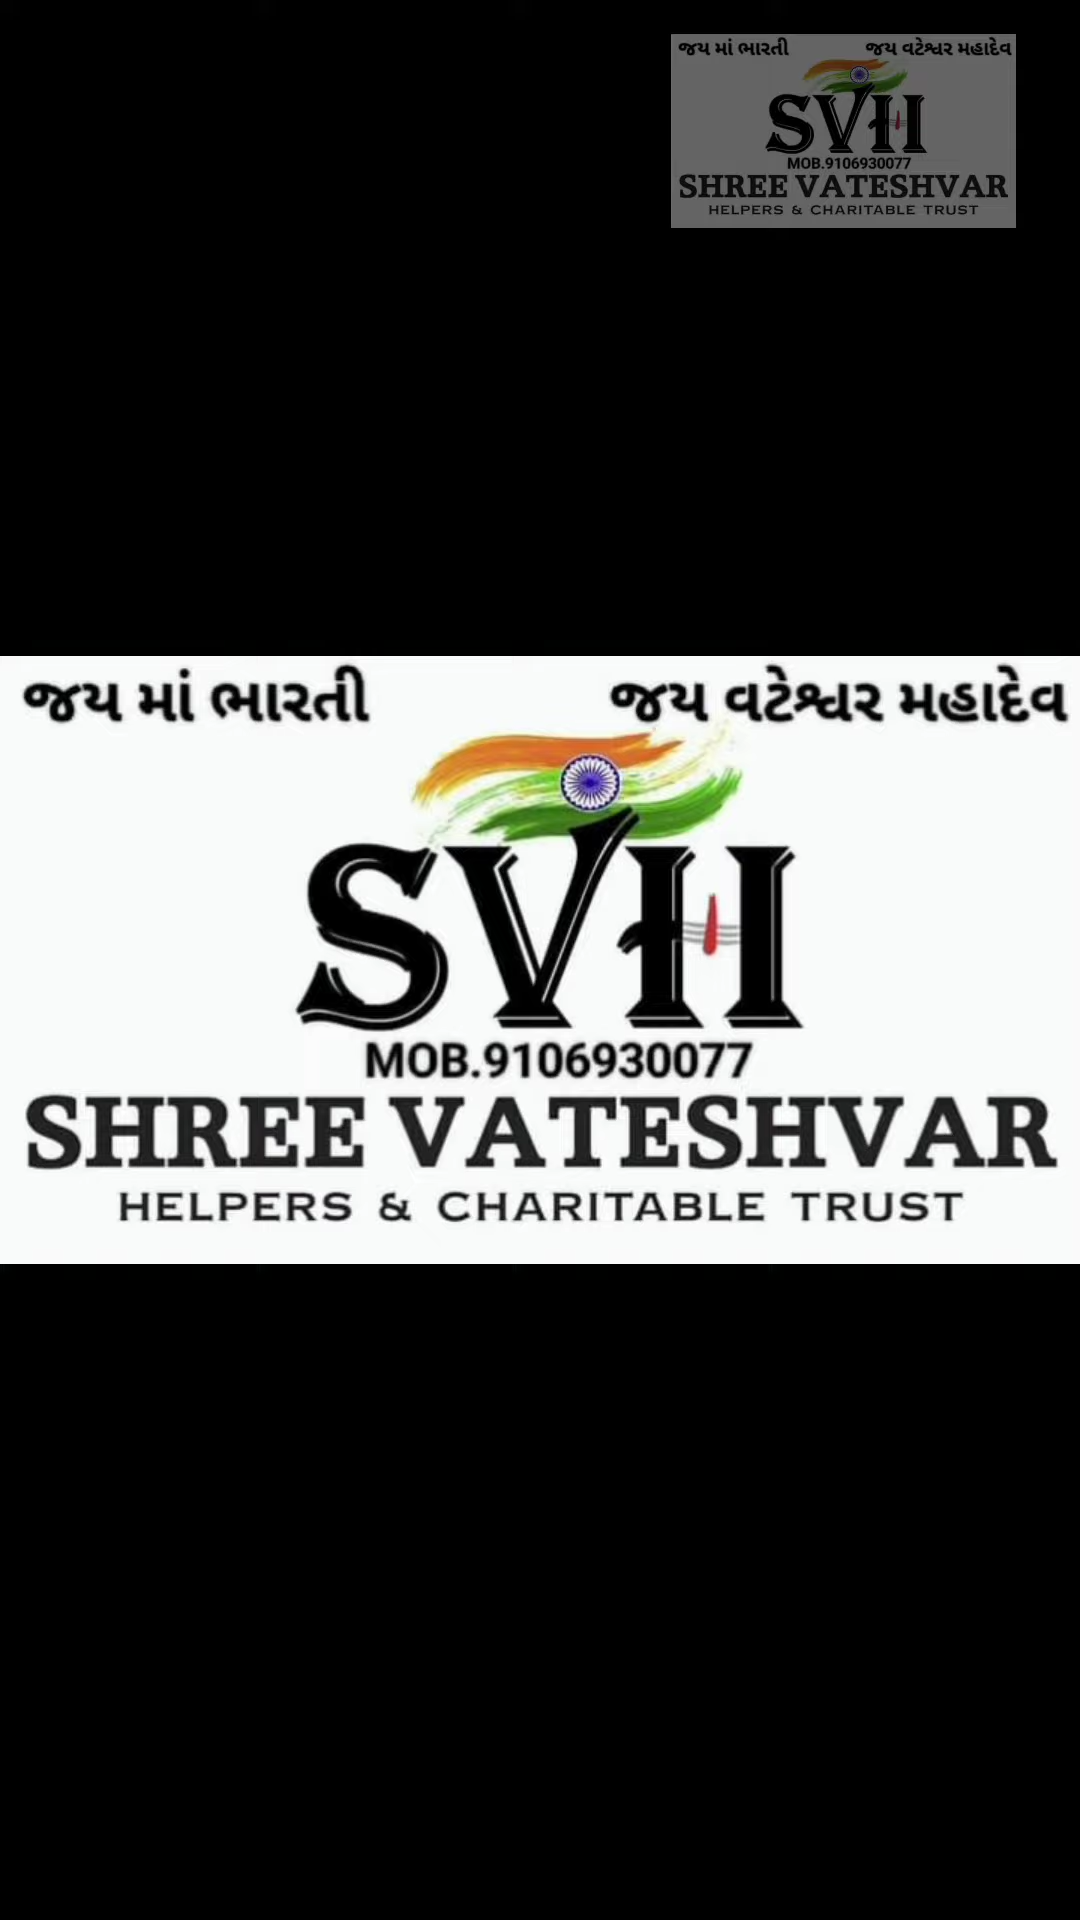 જય માં ભારતી જય વટેશ્વર મહાદેવ
SVH
MOB.9106930077
SHREE VATESHVAR
HELPERS & CHARITABLE TRUST
જય માં ભારતી જય વટેશ્વર મહાદેવ
SVH
MOB.9106930077
SHREE VATESHVAR
HELPERS & CHARITABLE TRUST